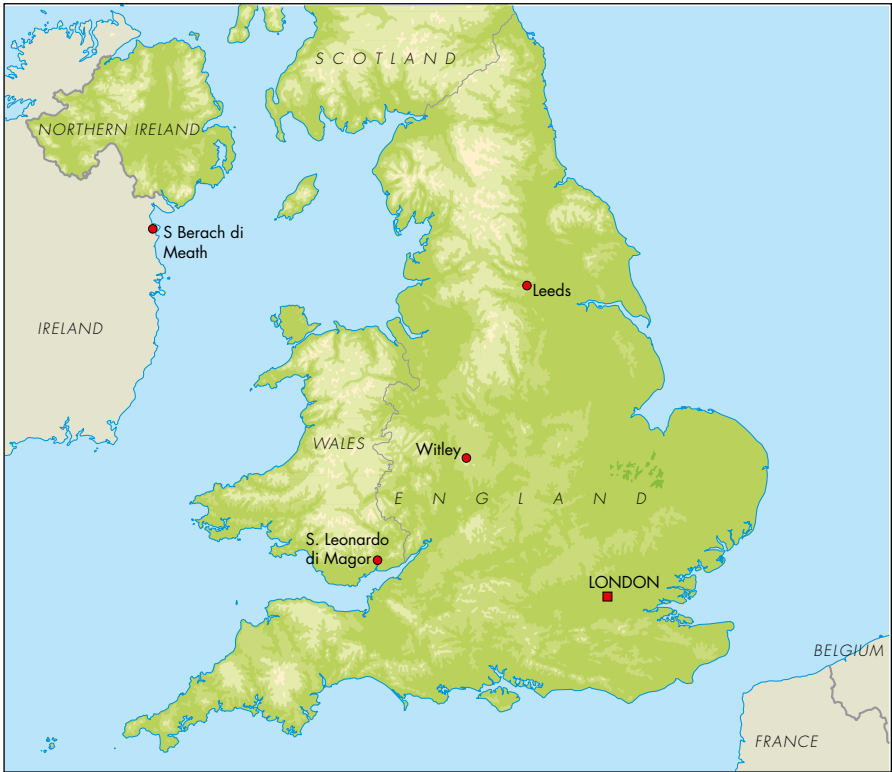 SCOTLAND
NORTHERN IRELAND
S Berach di
Meath
Leeds
IRELAND
WALES
Witley
ENGLAND
S. Leonardo
di Magor
LONDON
BELGIUM
FRANCE